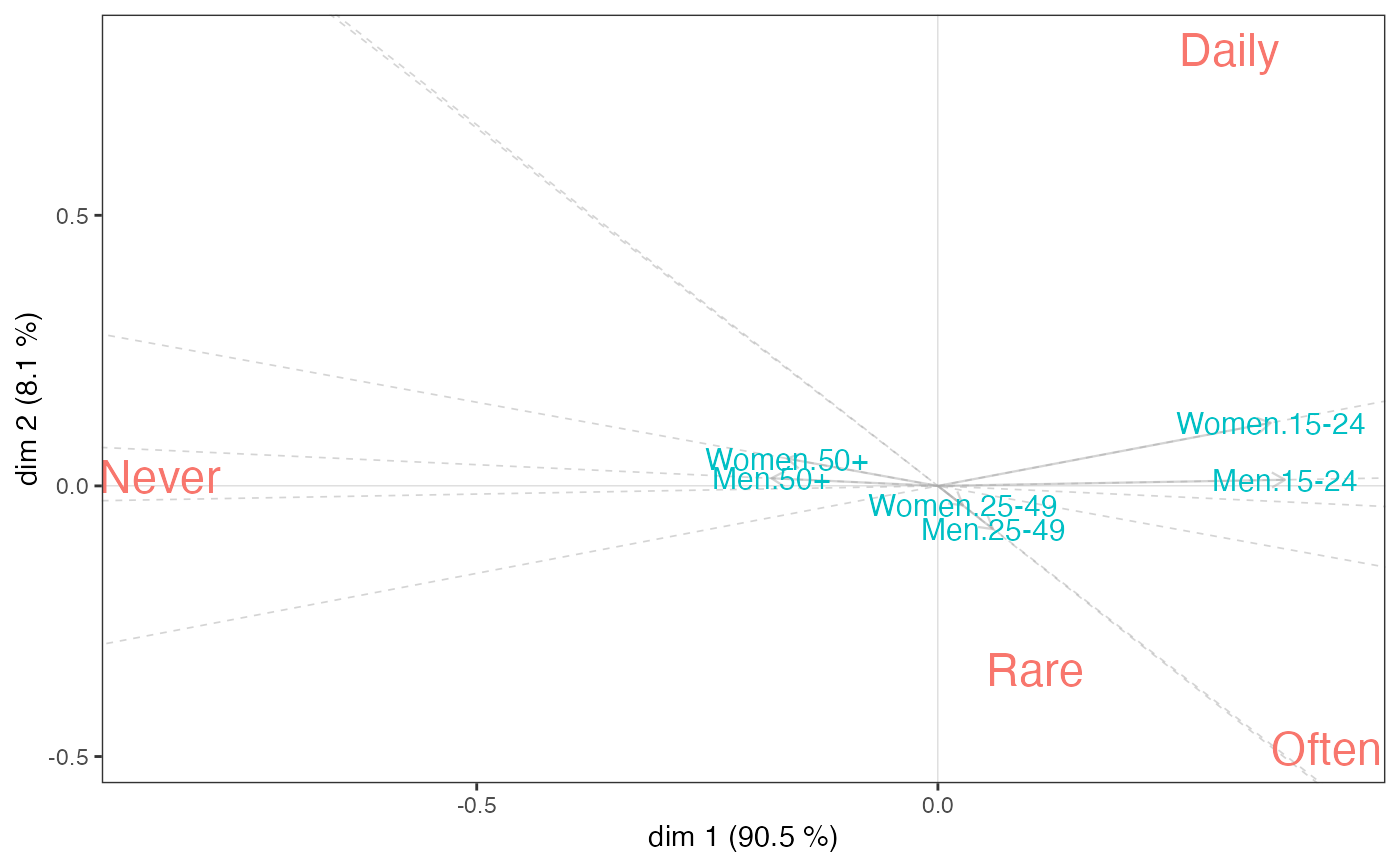 Daily
0.5
Women.15-24
Women.50+
Never
Men.50+
Men.15-24
0.0
Women.25-49
Men.25-49
Rare
Often
-0.5
-0.5
0.0
dim 1 (90.5 %)
dim 2 (8.1 %)